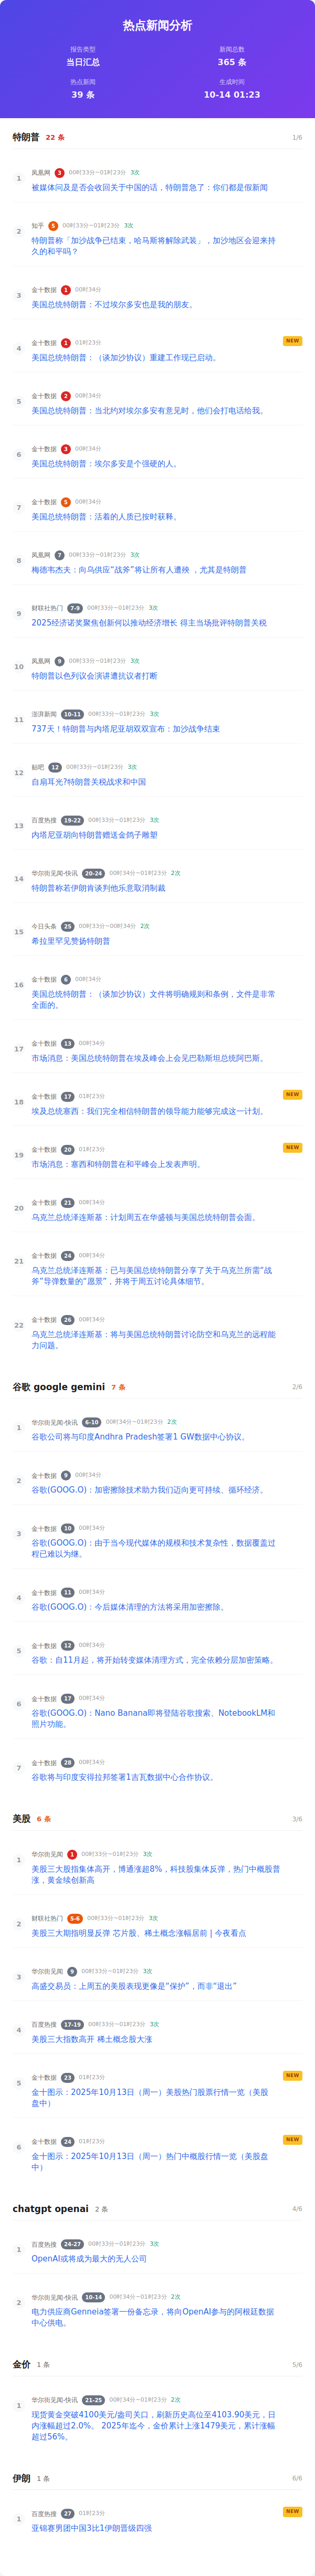 热点新闻分析
报告类型
新闻总数
当日汇总
365 条
热点新闻
生成时间
39 条
10-14 01:23
特朗普 22 条 1/6
1 凤凰网 3 00时33分~01时23分 3次
被媒体问及是否会收回关于中国的话，特朗普急了：你们都是假新闻
2 知乎 5 00时33分~01时23分 3次
特朗普称「加沙战争已结束，哈马斯将解除武装」，加沙地区会迎来持
久的和平吗？
3 金十数据 1 00时34分
美国总统特朗普：不过埃尔多安也是我的朋友。
4 金十数据 1 01时23分 NEW
美国总统特朗普：（谈加沙协议）重建工作现已启动。
5 金十数据 2 00时34分
美国总统特朗普：当北约对埃尔多安有意见时，他们会打电话给我。
6 金十数据 3 00时34分
美国总统特朗普：埃尔多安是个强硬的人。
7 金十数据 5 00时34分
美国总统特朗普：活着的人质已按时获释。
8 凤凰网 7 00时33分~01时23分 3次
梅德韦杰夫：向乌供应“战斧”将让所有人遭殃 ，尤其是特朗普
9 财联社热门 7-9 00时33分~01时23分 3次
2025经济诺奖聚焦创新何以推动经济增长 得主当场批评特朗普关税
10 凤凰网 9 00时33分~01时23分 3次
特朗普以色列议会演讲遭抗议者打断
11 澎湃新闻 10-11 00时33分~01时23分 3次
737天！特朗普与内塔尼亚胡双双宣布：加沙战争结束
12 贴吧 12 00时33分~01时23分 3次
自扇耳光?特朗普关税战求和中国
13 百度热搜 19-22 00时33分~01时23分 3次
内塔尼亚胡向特朗普赠送金鸽子雕塑
14 华尔街见闻-快讯 20-24 00时34分~01时23分 2次
特朗普称若伊朗肯谈判他乐意取消制裁
15 今日头条 25 00时33分~00时34分 2次
希拉里罕见赞扬特朗普
16 金十数据 6 00时34分
美国总统特朗普：（谈加沙协议）文件将明确规则和条例，文件是非常
全面的。
17 金十数据 13 00时34分
市场消息：美国总统特朗普在埃及峰会上会见巴勒斯坦总统阿巴斯。
18 金十数据 17 01时23分 NEW
埃及总统塞西：我们完全相信特朗普的领导能力能够完成这一计划。
19 金十数据 20 01时23分 NEW
市场消息：塞西和特朗普在和平峰会上发表声明。
20 金十数据 21 00时34分
乌克兰总统泽连斯基：计划周五在华盛顿与美国总统特朗普会面。
21 金十数据 24 00时34分
乌克兰总统泽连斯基：已与美国总统特朗普分享了关于乌克兰所需“战
斧”导弹数量的“愿景”，并将于周五讨论具体细节。
22 金十数据 26 00时34分
乌克兰总统泽连斯基：将与美国总统特朗普讨论防空和乌克兰的远程能
力问题。
谷歌 google gemini 7 条 2/6
1 华尔街见闻-快讯 6-10 00时34分~01时23分 2次
谷歌公司将与印度Andhra Pradesh签署1 GW数据中心协议。
2 金十数据 9 00时34分
谷歌(GOOG.O)：加密擦除技术助力我们迈向更可持续、循环经济。
3 金十数据 10 00时34分
谷歌(GOOG.O)：由于当今现代媒体的规模和技术复杂性，数据覆盖过
程已难以为继。
4 金十数据 11 00时34分
谷歌(GOOG.O)：今后媒体清理的方法将采用加密擦除。
5 金十数据 12 00时34分
谷歌：自11月起，将开始转变媒体清理方式，完全依赖分层加密策略。
6 金十数据 17 00时34分
谷歌(GOOG.O)：Nano Banana即将登陆谷歌搜索、NotebookLM和
照片功能。
7 金十数据 28 00时34分
谷歌将与印度安得拉邦签署1吉瓦数据中心合作协议。
美股 6 条 3/6
1 华尔街见闻 1 00时33分~01时23分 3次
美股三大股指集体高开，博通涨超8%，科技股集体反弹，热门中概股普
涨，黄金续创新高
2 财联社热门 5-6 00时33分~01时23分 3次
美股三大期指明显反弹 芯片股、稀土概念涨幅居前 | 今夜看点
3 华尔街见闻 9 00时33分~01时23分 3次
高盛交易员：上周五的美股表现更像是“保护”，而非“退出”
4 百度热搜 17-19 00时33分~01时23分 3次
美股三大指数高开 稀土概念股大涨
5 金十数据 23 01时23分 NEW
金十图示：2025年10月13日（周一）美股热门股票行情一览（美股
盘中）
6 金十数据 24 01时23分 NEW
金十图示：2025年10月13日（周一）热门中概股行情一览（美股盘
中）
chatgpt openai 2 条 4/6
1 百度热搜 24-27 00时33分~01时23分 3次
OpenAI或将成为最大的无人公司
2 华尔街见闻-快讯 10-14 00时34分~01时23分 2次
电力供应商Genneia签署一份备忘录，将向OpenAI参与的阿根廷数据
中心供电。
金价 1 条 5/6
1 华尔街见闻-快讯 21-25 00时34分~01时23分 2次
现货黄金突破4100美元/盎司关口，刷新历史高位至4103.90美元，日
内涨幅超过2.0%。 2025年迄今，金价累计上涨1479美元，累计涨幅
超过56%。
伊朗 1 条 6/6
1 百度热搜 27 01时23分 NEW
亚锦赛男团中国3比1伊朗晋级四强